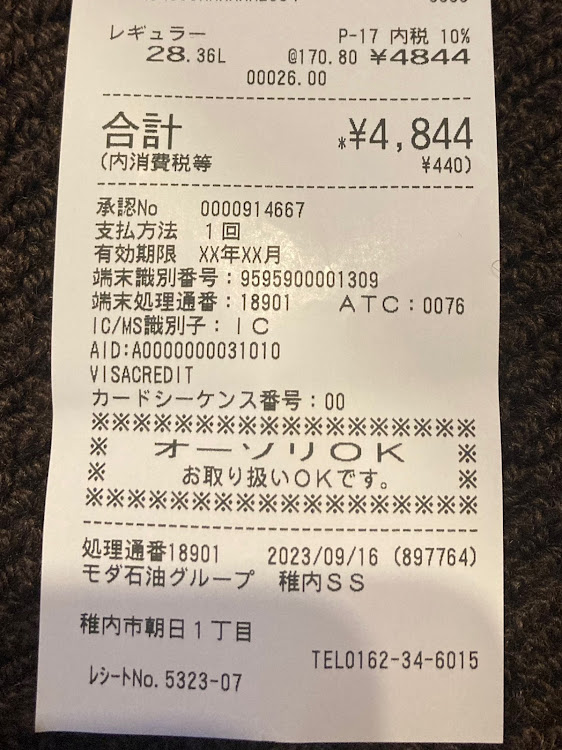 レギュラー P-17 内税 10%
28.36L @170.80 ¥4844
00026.00
合計 *¥4,844
(内消費税等 ¥440)
承認No 0000914667
支払方法 1回
有効期限 XX年XX月
端末識別番号:9595900001309
端末処理通番:18901 ATC:0076
IC/MS識別子:IC
AID:A0000000031010
VISACREDIT
カードシーケンス番号:00
※※※※※※※※※※※※※※※※※※※※
※ オーソリOK ※
※ お取り扱いOKです。 ※
※※※※※※※※※※※※※※※※※※※※
処理通番18901 2023/09/16 (897764)
モダ石油グループ 稚内SS
稚内市朝日1丁目
TEL0162-34-6015
レシートNo.5323-07